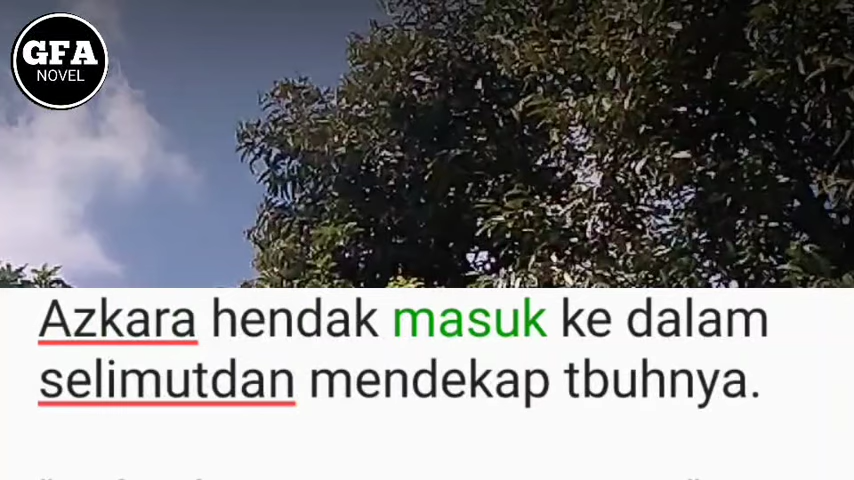 GFA
NOVEL
Azkara hendak masuk ke dalam
selimutdan mendekap tbuhnya.